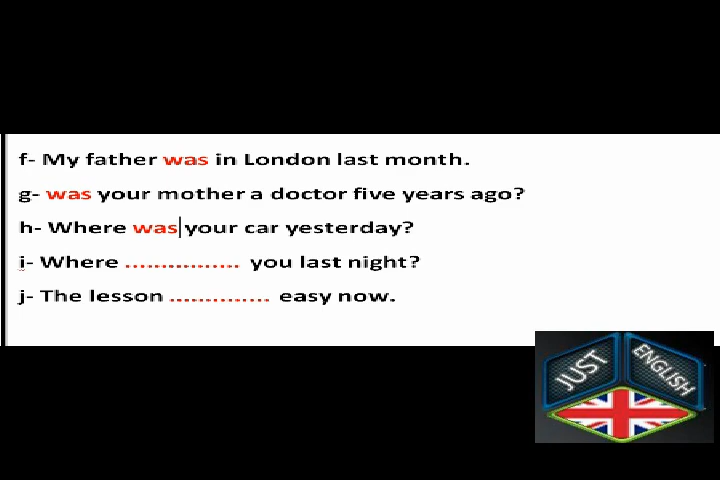 f- My father was in London last month.
g- was your mother a doctor five years ago?
h- Where was your car yesterday?
i- Where ................ you last night?
j- The lesson .............. easy now.
JUST ENGLISH